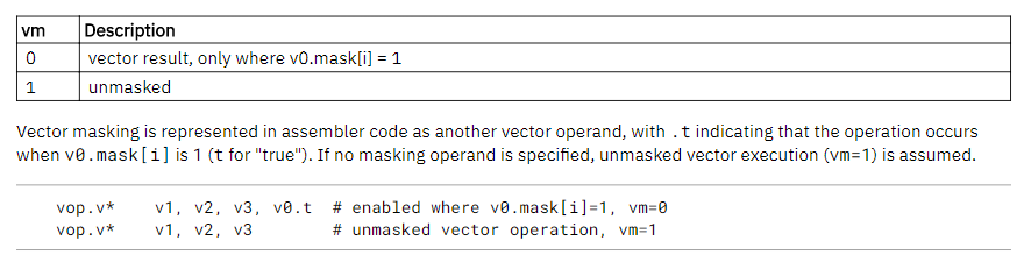 vm Description
0 vector result, only where v0.mask[i] = 1
1 unmasked
Vector masking is represented in assembler code as another vector operand, with .t indicating that the operation occurs
when v0.mask[i] is 1 (t for "true"). If no masking operand is specified, unmasked vector execution (vm=1) is assumed.
vop.v* v1, v2, v3, v0.t # enabled where v0.mask[i]=1, vm=0
vop.v* v1, v2, v3 # unmasked vector operation, vm=1